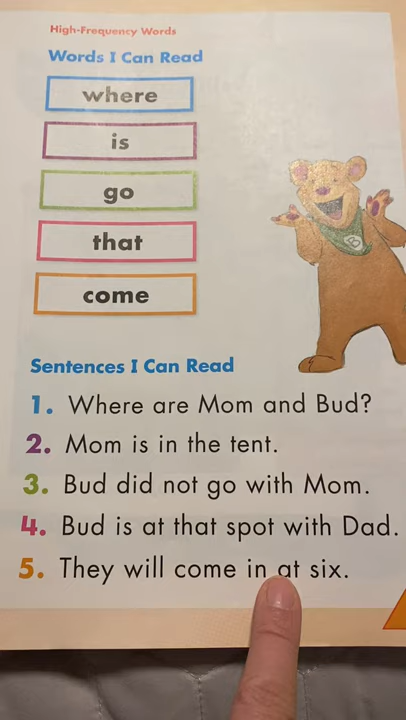 High-Frequency Words
Words I Can Read
where
is
go
that
come
B
Sentences I Can Read
1. Where are Mom and Bud?
2. Mom is in the tent.
3. Bud did not go with Mom.
4. Bud is at that spot with Dad.
5. They will come in at six.